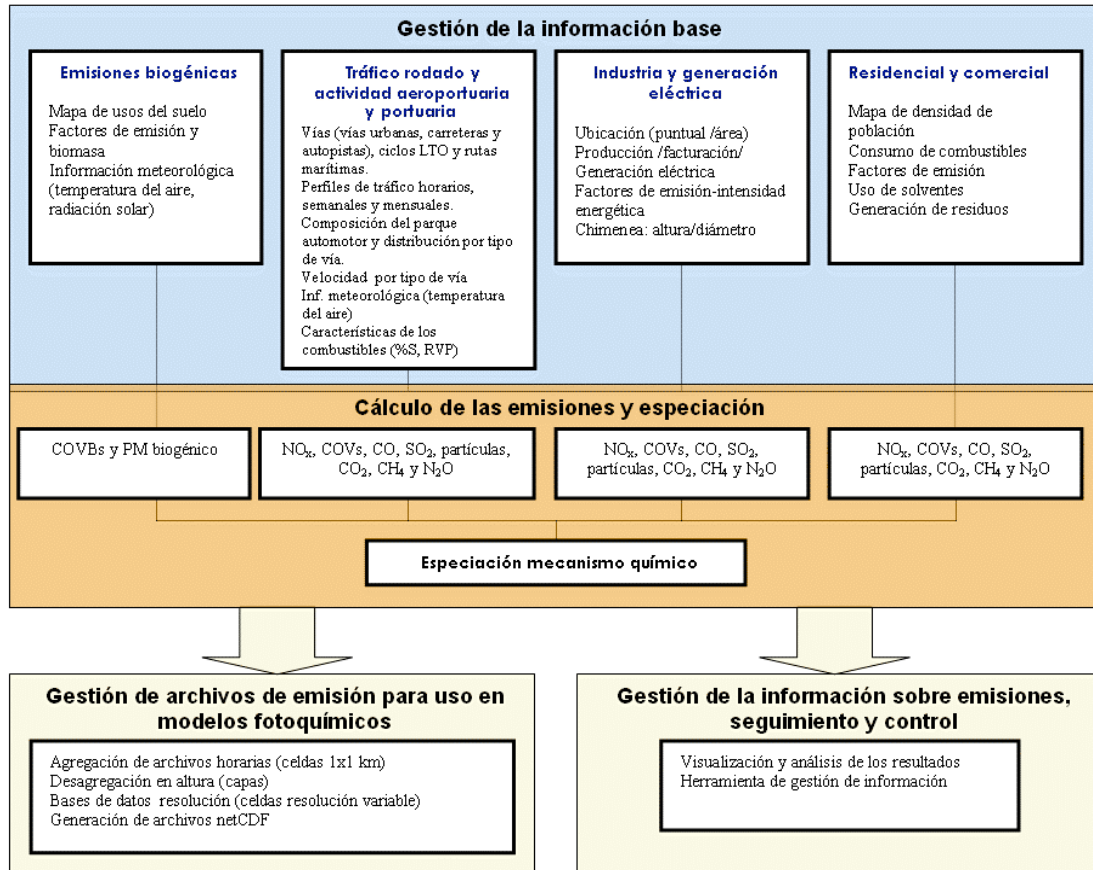 Gestión de la información base
Emisiones biogénicas
Mapa de usos del suelo
Factores de emisión y
biomasa
Información meteorológica
(temperatura del aire,
radiación solar)
Tráfico rodado y
actividad aeroportuaria
y portuaria
Vías (vías urbanas, carreteras y
autopistas), ciclos LTO y rutas
marítimas.
Perfiles de tráfico horarios,
semanales y mensuales.
Composición del parque
automotor y distribución por tipo
de vía.
Velocidad por tipo de vía
Inf. meteorológica (temperatura
del aire)
Características de los
combustibles (%S, RVP)
Industria y generación
eléctrica
Ubicación (puntual /área)
Producción /facturación/
Generación eléctrica
Factores de emisión-intensidad
energética
Chimenea: altura/diámetro
Residencial y comercial
Mapa de densidad de
población
Consumo de combustibles
Factores de emisión
Uso de solventes
Generación de residuos
Cálculo de las emisiones y especiación
COVBs y PM biogénico
NOₓ, COVs, CO, SO₂, partículas,
CO₂, CH₄ y N₂O
NOₓ, COVs, CO, SO₂,
partículas, CO₂, CH₄ y N₂O
NOₓ, COVs, CO, SO₂,
partículas, CO₂, CH₄ y N₂O
Especiación mecanismo químico
Gestión de archivos de emisión para uso en
modelos fotoquímicos
Agregación de archivos horarias (celdas 1x1 km)
Desagregación en altura (capas)
Bases de datos resolución (celdas resolución variable)
Generación de archivos netCDF
Gestión de la información sobre emisiones,
seguimiento y control
Visualización y análisis de los resultados
Herramienta de gestión de información